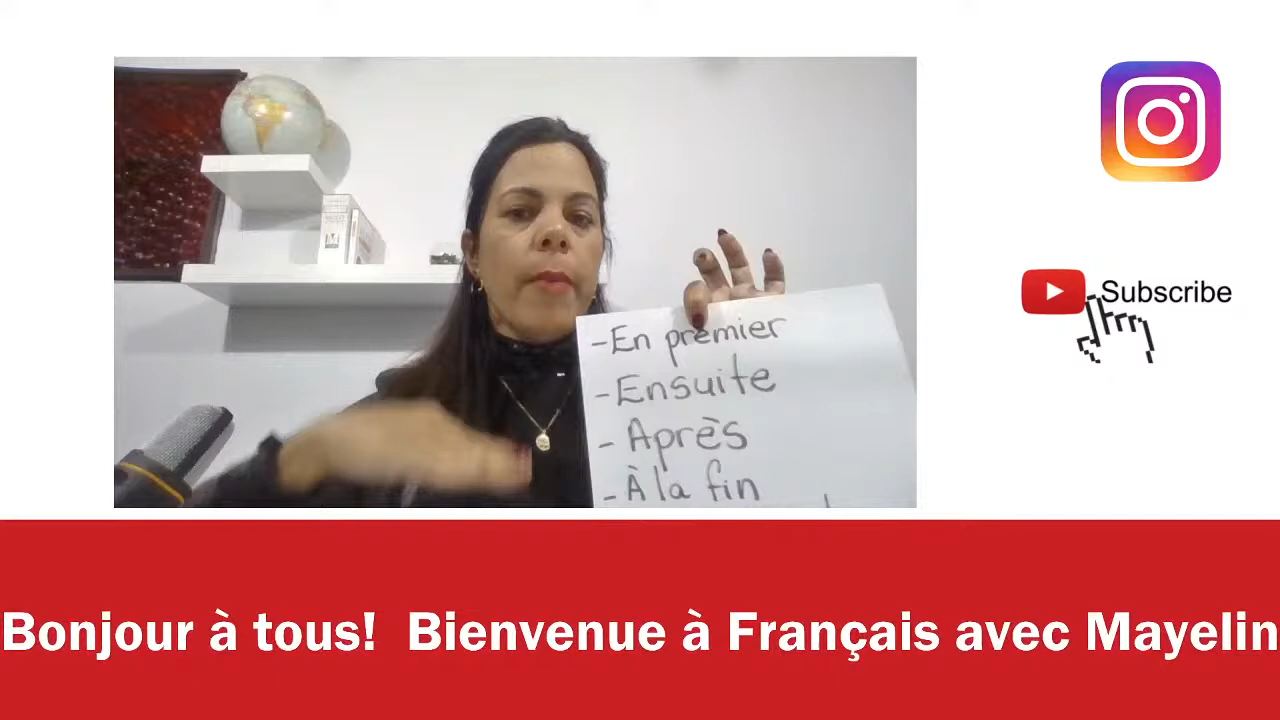 -En premier
-Ensuite
-Après
-À la fin
Subscribe
Bonjour à tous! Bienvenue à Français avec Mayelin